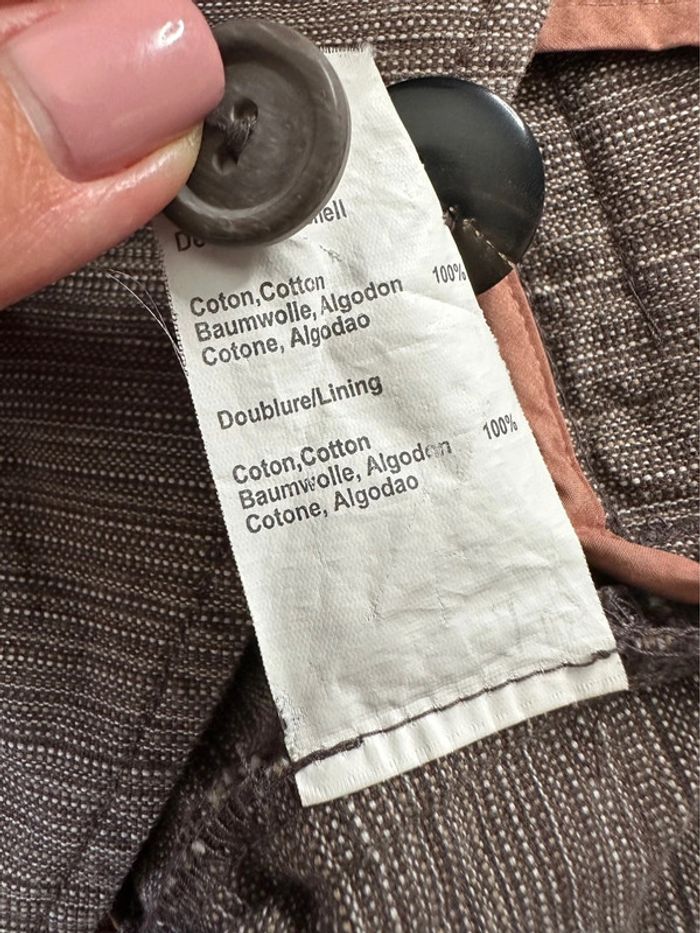 Coton,Cotton 100%
Baumwolle, Algodon
Cotone, Algodao
Doublure/Lining
Coton,Cotton 100%
Baumwolle, Algodon
Cotone, Algodao